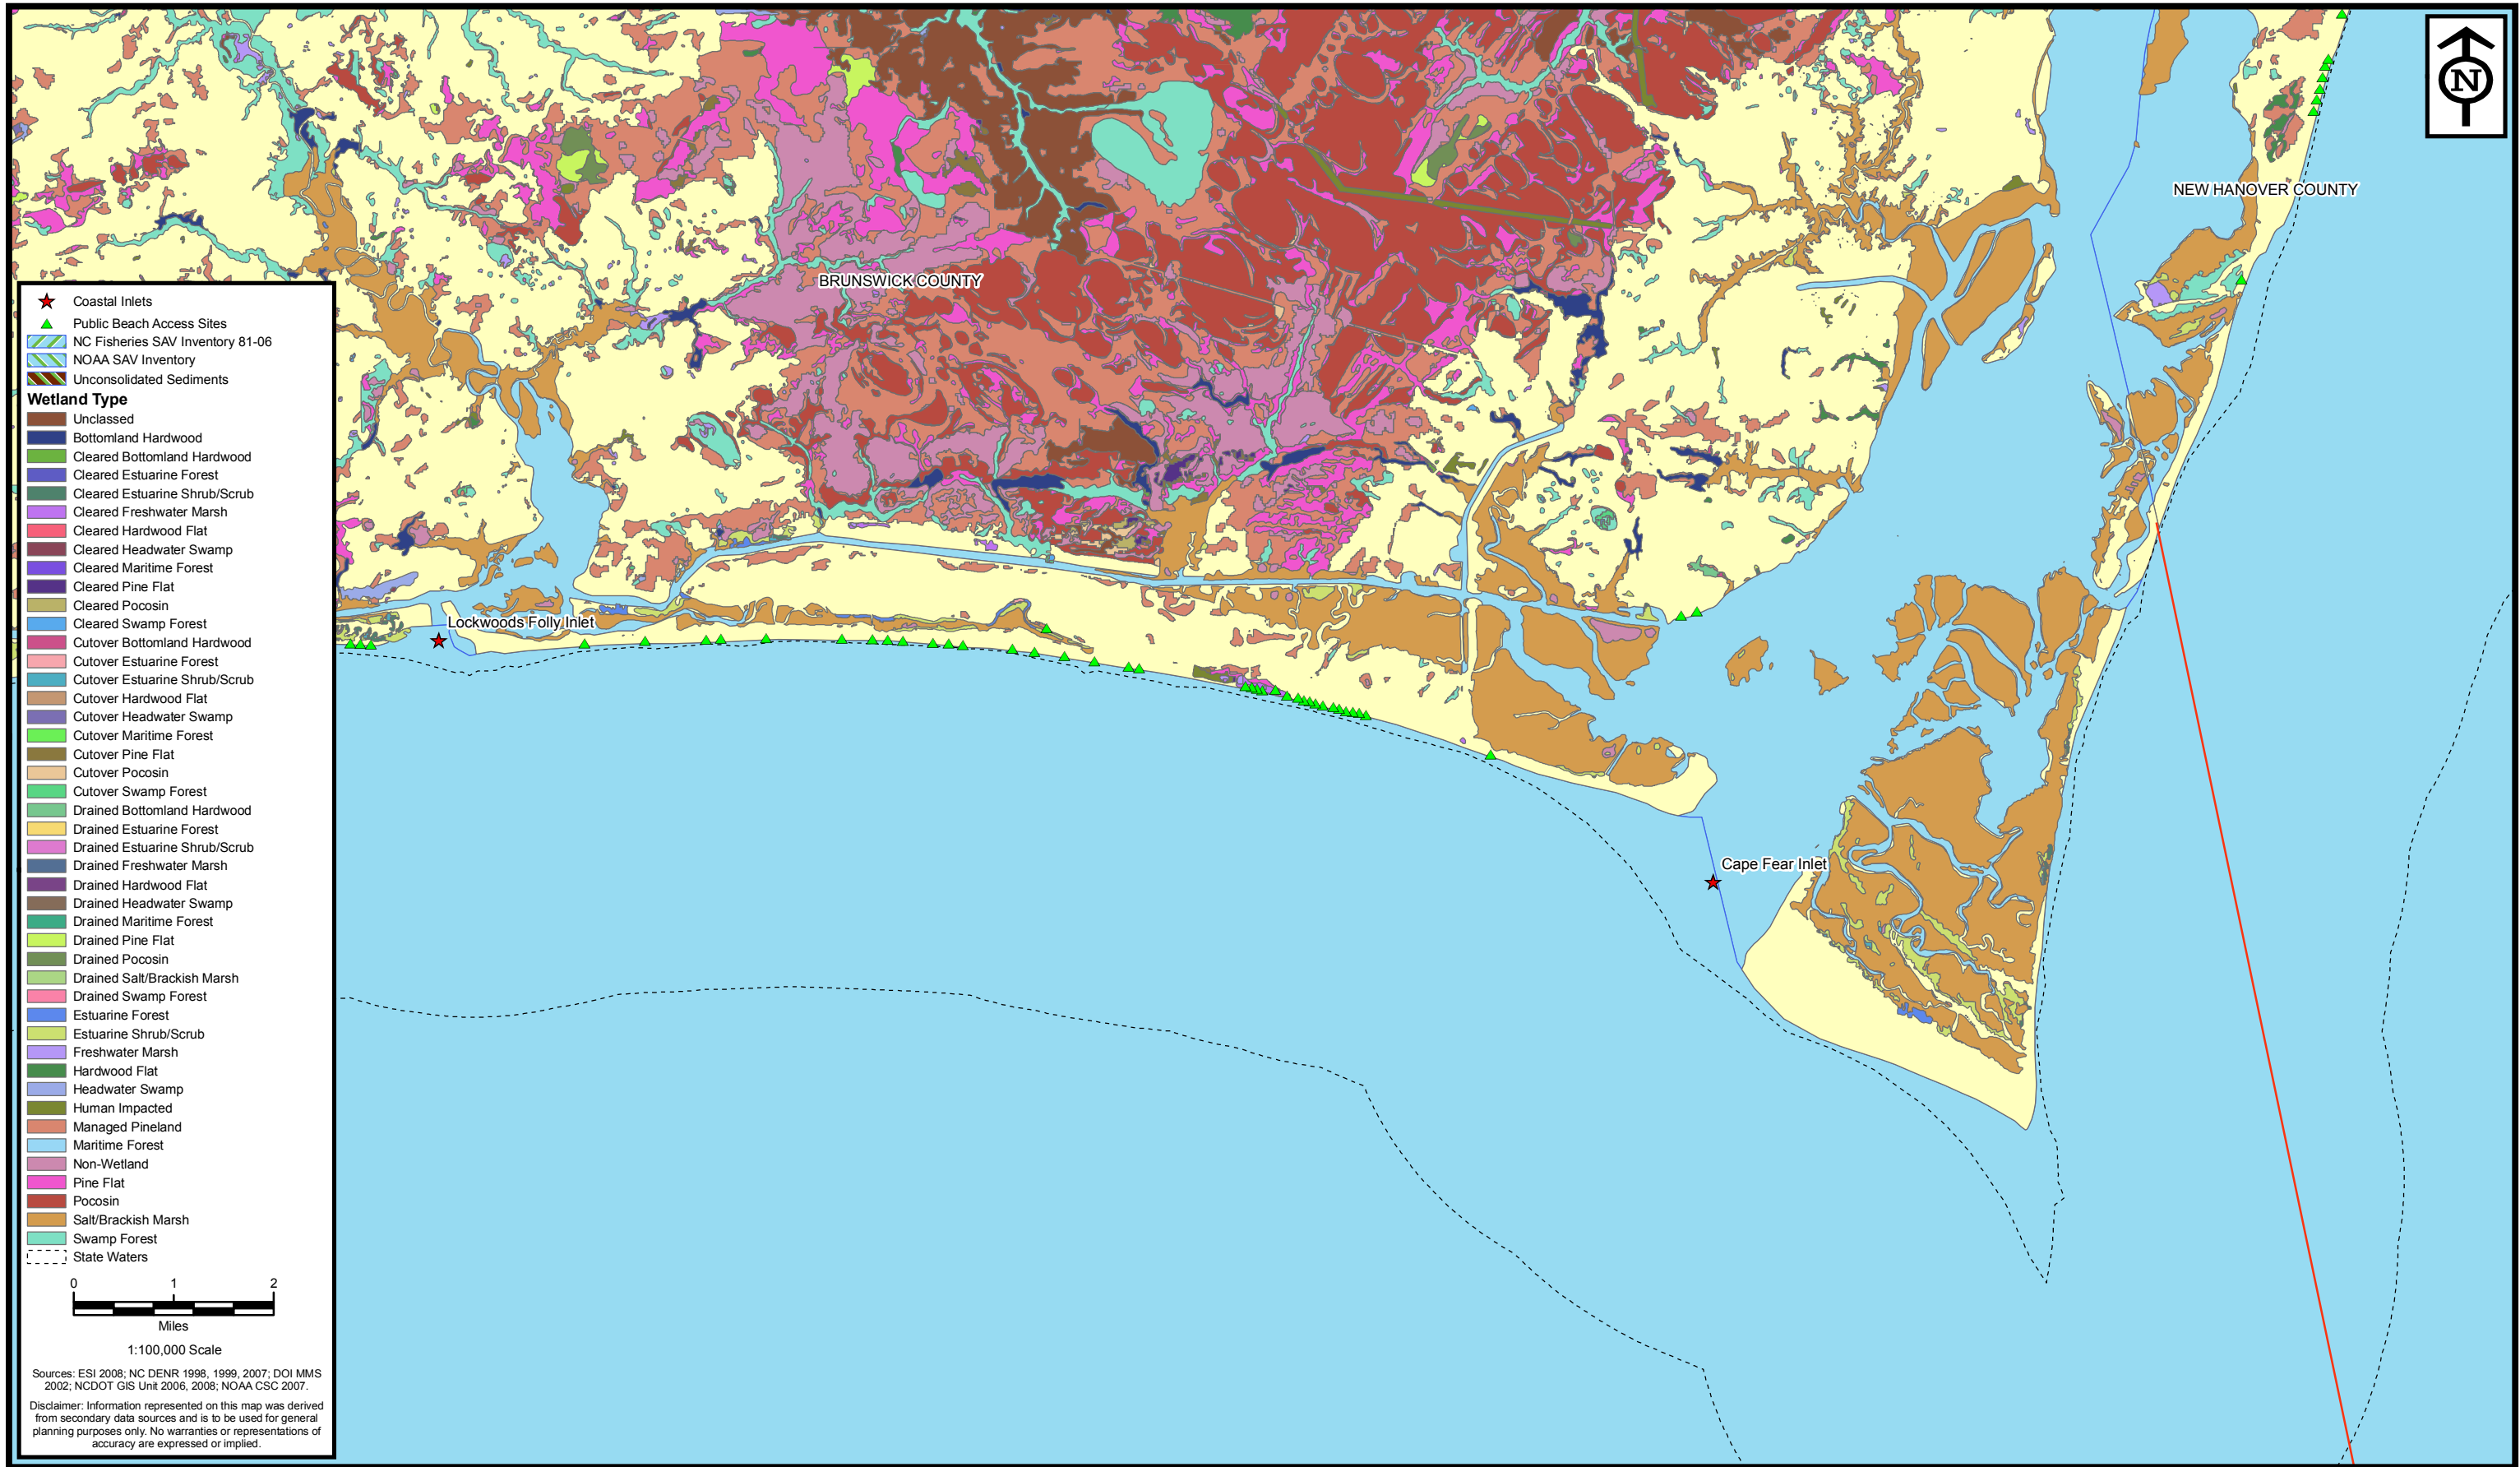 N
NEW HANOVER COUNTY
BRUNSWICK COUNTY
Lockwoods Folly Inlet
Cape Fear Inlet
Coastal Inlets
Public Beach Access Sites
NC Fisheries SAV Inventory 81-06
NOAA SAV Inventory
Unconsolidated Sediments
Wetland Type
Unclassed
Bottomland Hardwood
Cleared Bottomland Hardwood
Cleared Estuarine Forest
Cleared Estuarine Shrub/Scrub
Cleared Freshwater Marsh
Cleared Hardwood Flat
Cleared Headwater Swamp
Cleared Maritime Forest
Cleared Pine Flat
Cleared Pocosin
Cleared Swamp Forest
Cutover Bottomland Hardwood
Cutover Estuarine Forest
Cutover Estuarine Shrub/Scrub
Cutover Hardwood Flat
Cutover Headwater Swamp
Cutover Maritime Forest
Cutover Pine Flat
Cutover Pocosin
Cutover Swamp Forest
Drained Bottomland Hardwood
Drained Estuarine Forest
Drained Estuarine Shrub/Scrub
Drained Freshwater Marsh
Drained Hardwood Flat
Drained Headwater Swamp
Drained Maritime Forest
Drained Pine Flat
Drained Pocosin
Drained Salt/Brackish Marsh
Drained Swamp Forest
Estuarine Forest
Estuarine Shrub/Scrub
Freshwater Marsh
Hardwood Flat
Headwater Swamp
Human Impacted
Managed Pineland
Maritime Forest
Non-Wetland
Pine Flat
Pocosin
Salt/Brackish Marsh
Swamp Forest
State Waters
0 1 2
Miles
1:100,000 Scale
Sources: ESI 2008; NC DENR 1998, 1999, 2007; DOI MMS
2002; NCDOT GIS Unit 2006, 2008; NOAA CSC 2007.
Disclaimer: Information represented on this map was derived
from secondary data sources and is to be used for general
planning purposes only. No warranties or representations of
accuracy are expressed or implied.